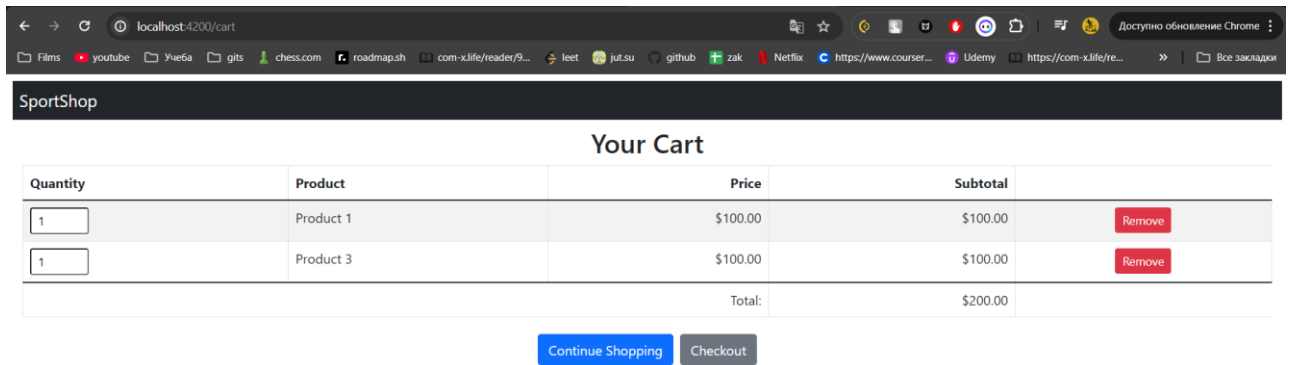 localhost:4200/cart Доступно обновление Chrome
Films youtube Учеба gits chess.com r. roadmap.sh com-x.life/reader/9... leet jut.su github zak Netflix https://www.courser... Udemy https://com-x.life/re... » Все закладки
SportShop
Your Cart
Quantity Product Price Subtotal
1 Product 1 $100.00 $100.00 Remove
1 Product 3 $100.00 $100.00 Remove
Total: $200.00
Continue Shopping Checkout